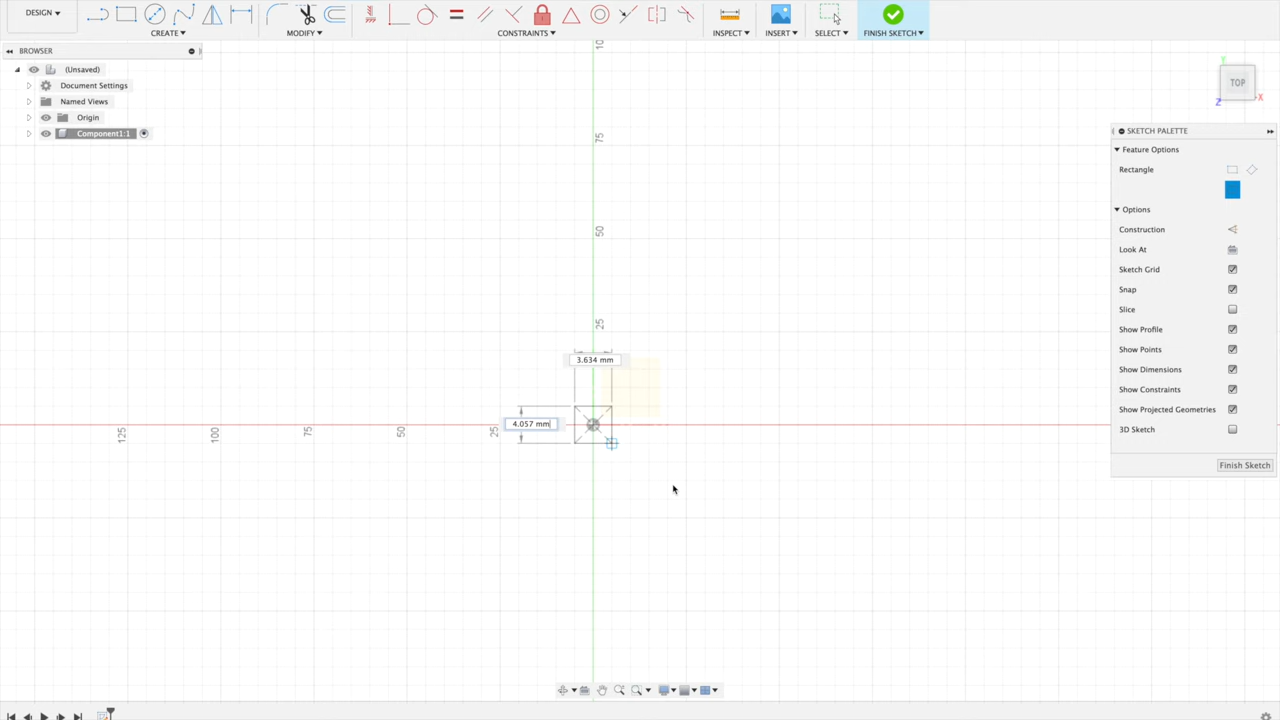 DESIGN
CREATE
MODIFY
CONSTRAINTS
INSPECT
INSERT
SELECT
FINISH SKETCH
BROWSER
(Unsaved)
Document Settings
Named Views
Origin
Component1:1
TOP
Y
X
Z
SKETCH PALETTE
Feature Options
Rectangle
Options
Construction
Look At
Sketch Grid
Snap
Slice
Show Profile
Show Points
Show Dimensions
Show Constraints
Show Projected Geometries
3D Sketch
Finish Sketch
10
75
50
25
3.634 mm
4.057 mm
125
100
75
50
25